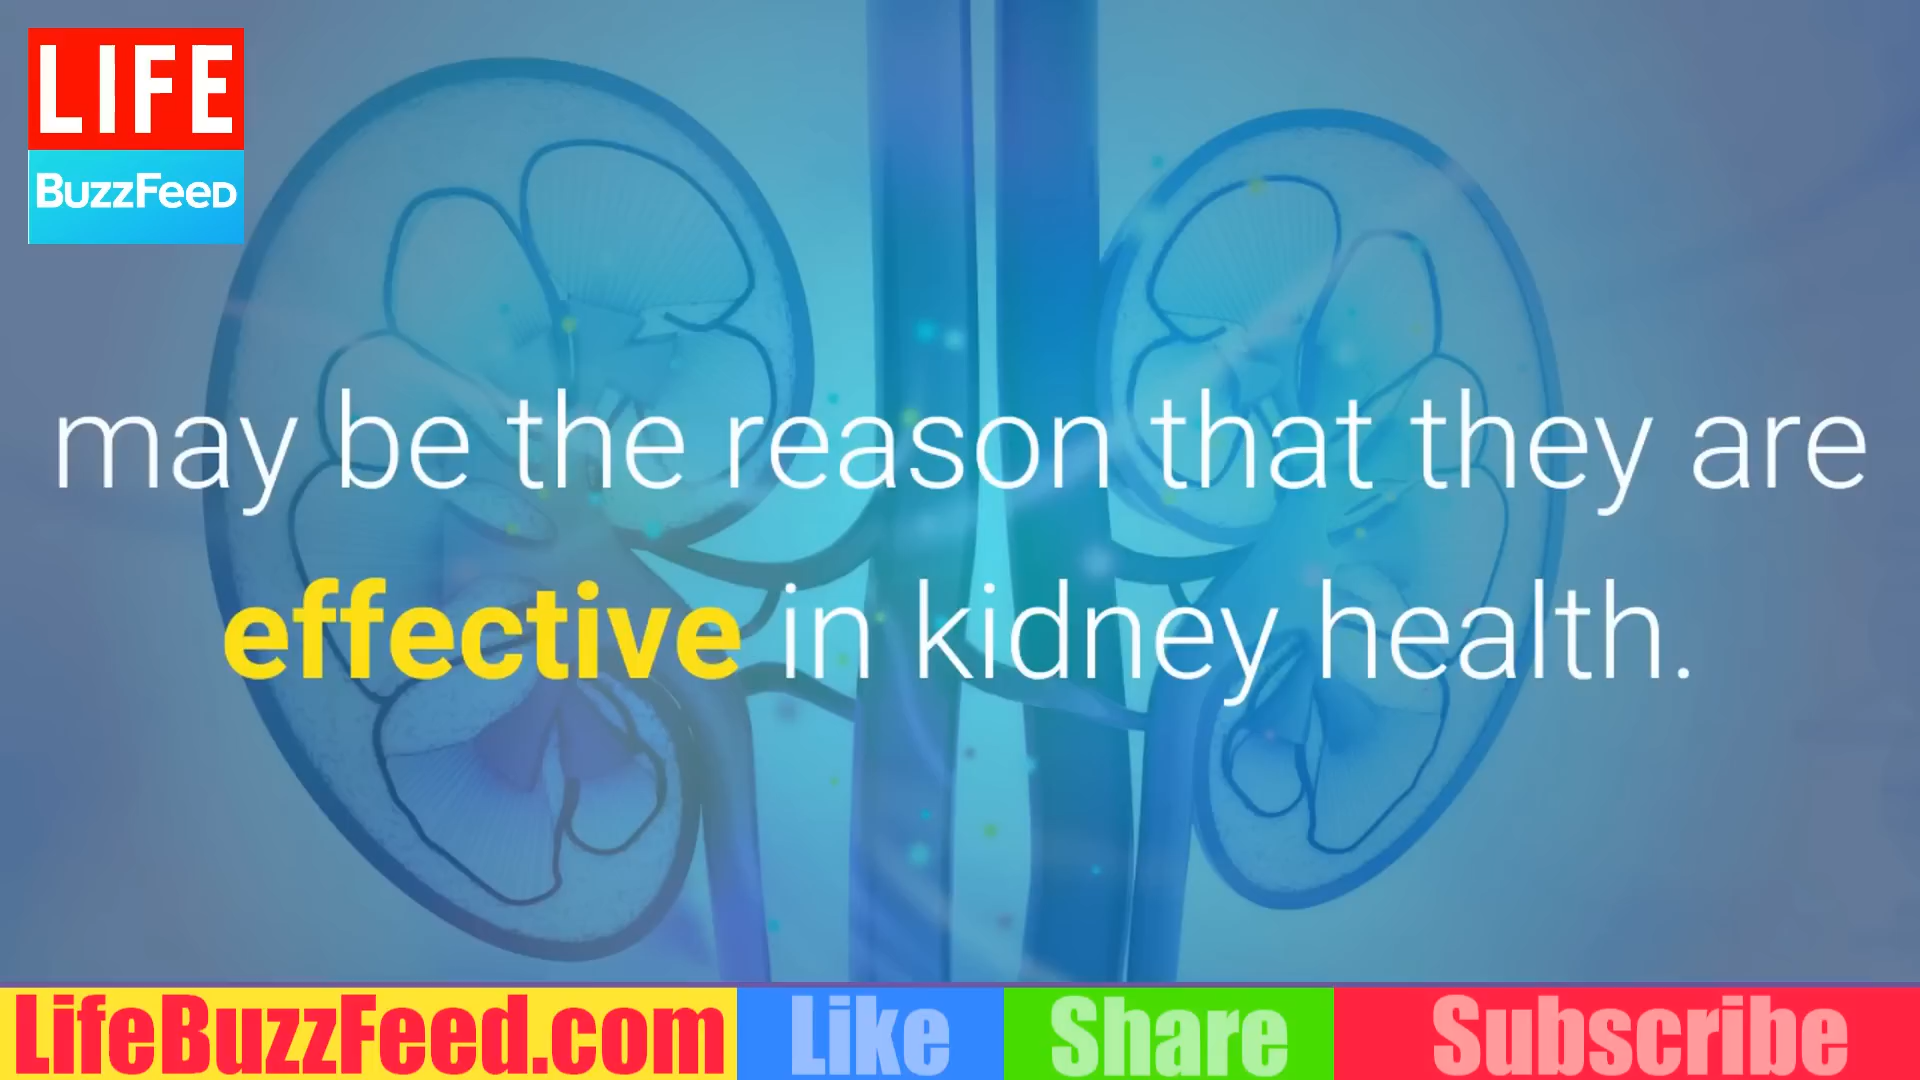 LIFE
BUZZFEED
may be the reason that they are
effective in kidney health.
LifeBuzzFeed.com Like Share Subscribe